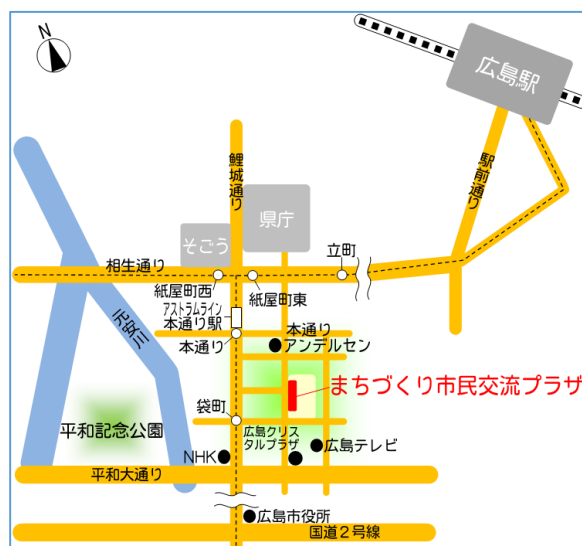 N
広島駅
鯉城通り
駅前通り
県庁
そごう
立町
相生通り
紙屋町西
紙屋町東
元安川
アストラムライン
本通り駅
本通り
本通り
アンデルセン
まちづくり市民交流プラザ
袋町
平和記念公園
広島クリス
タルプラザ
広島テレビ
NHK
平和大通り
広島市役所
国道2号線